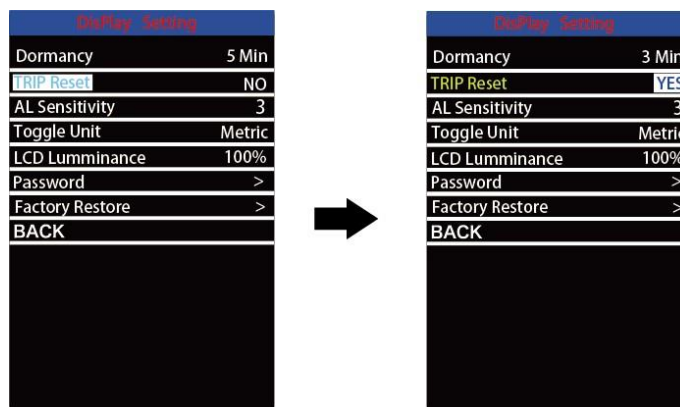 DisPlay Setting
Dormancy 5 Min
TRIP Reset NO
AL Sensitivity 3
Toggle Unit Metric
LCD Lumminance 100%
Password >
Factory Restore >
BACK
DisPlay Setting
Dormancy 3 Min
TRIP Reset YES
AL Sensitivity 3
Toggle Unit Metric
LCD Lumminance 100%
Password >
Factory Restore >
BACK